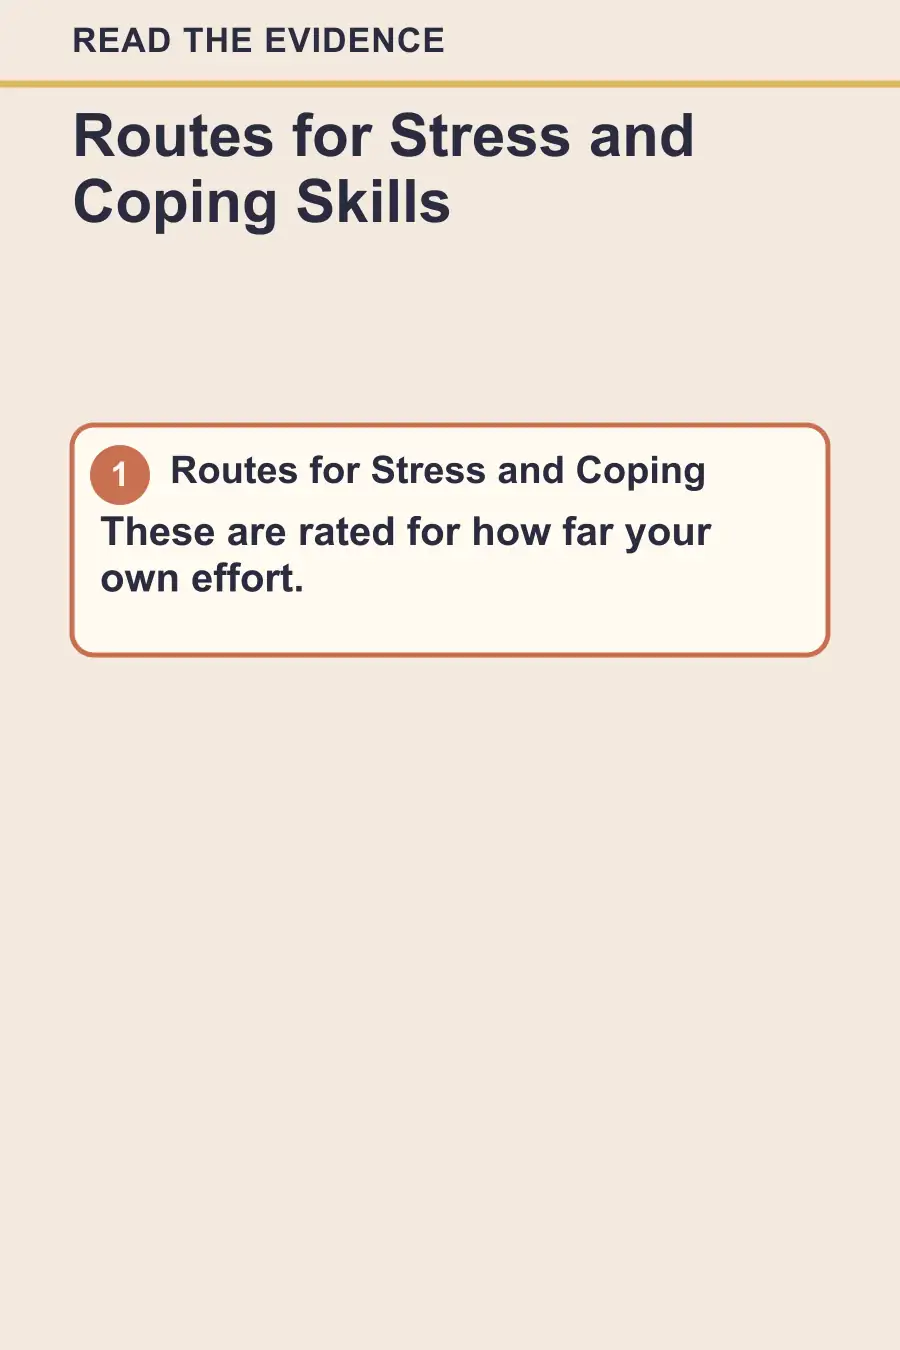 READ THE EVIDENCE
Routes for Stress and
Coping Skills
1 Routes for Stress and Coping
These are rated for how far your
own effort.